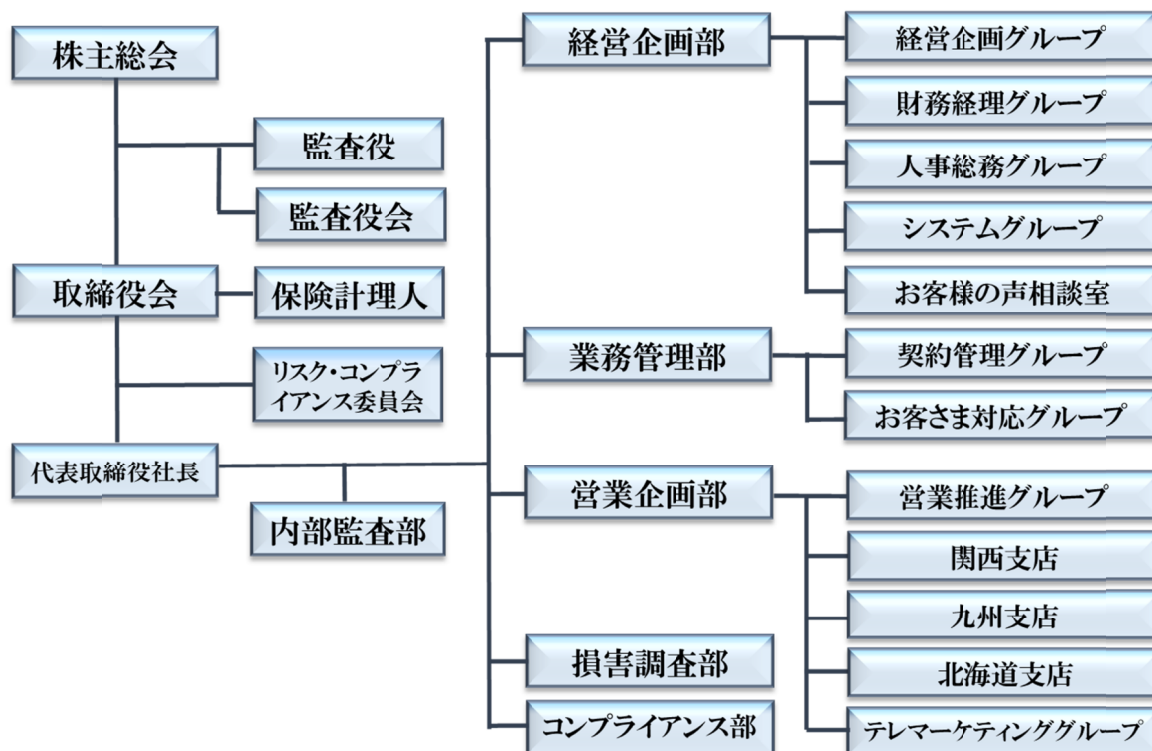 株主総会
監査役
監査役会
取締役会
保険計理人
リスク・コンプラ
イアンス委員会
代表取締役社長
内部監査部
経営企画部
経営企画グループ
財務経理グループ
人事総務グループ
システムグループ
お客様の声相談室
業務管理部
契約管理グループ
お客さま対応グループ
営業企画部
営業推進グループ
関西支店
九州支店
北海道支店
テレマーケティンググループ
損害調査部
コンプライアンス部